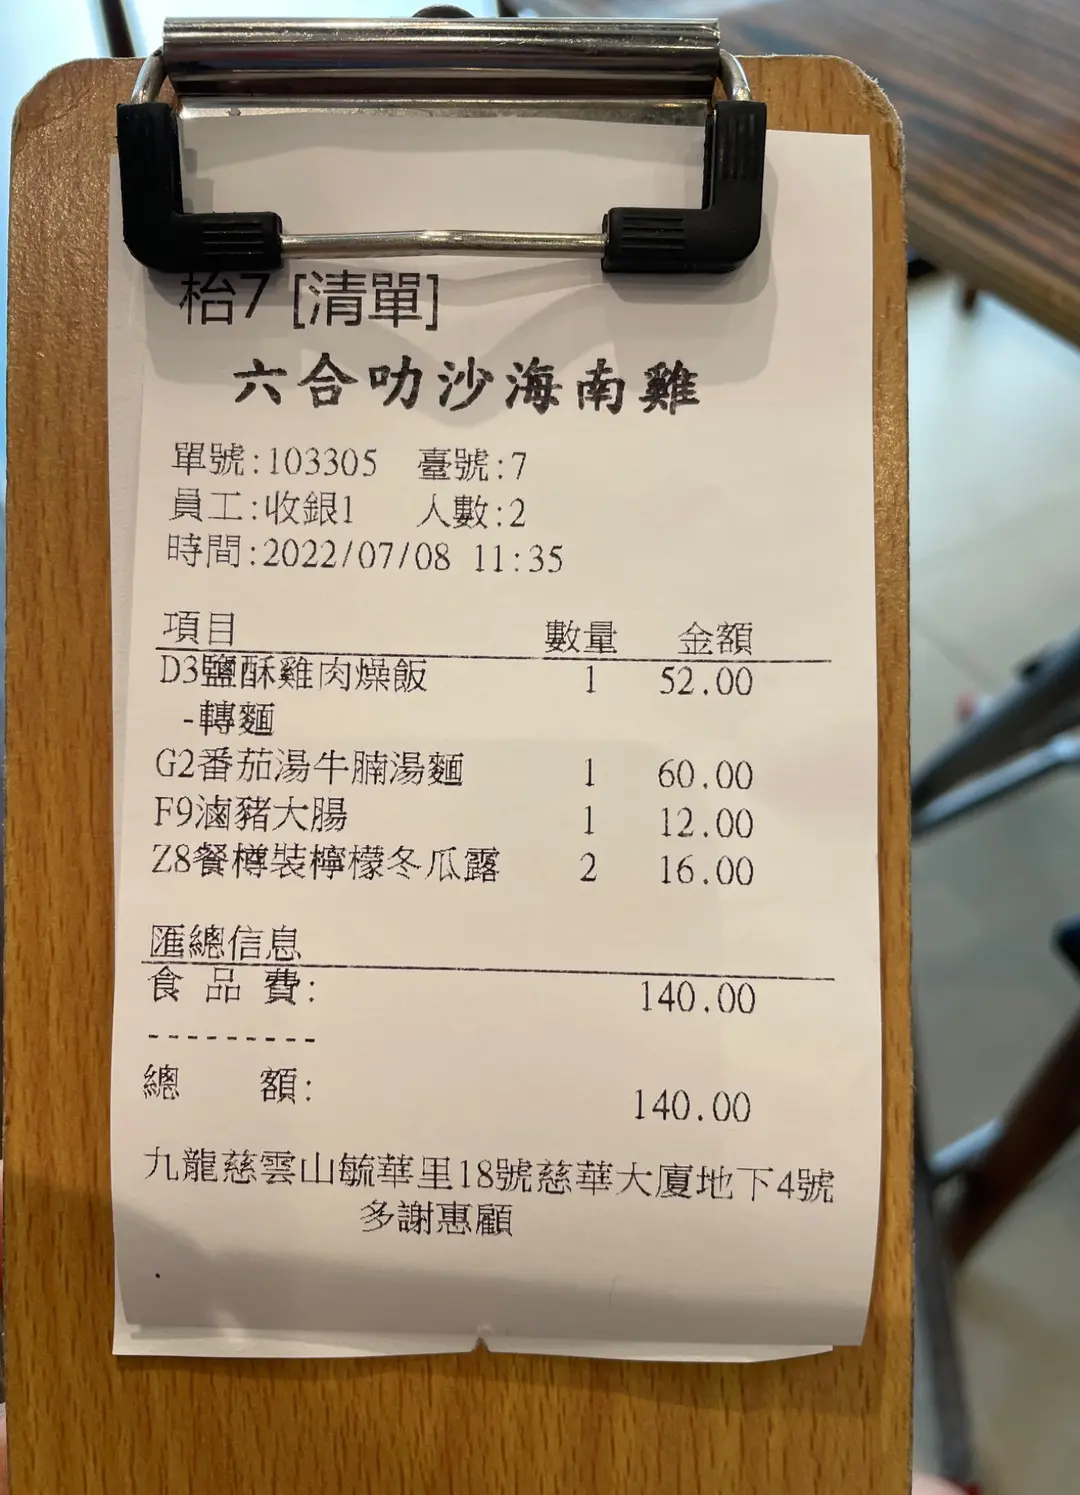 枱7 [清單]
六合叻沙海南雞
單號:103305 臺號:7
員工:收銀1 人數:2
時間:2022/07/08 11:35
項目 數量 金額
D3鹽酥雞肉燥飯 1 52.00
-轉麵
G2番茄湯牛腩湯麵 1 60.00
F9滷豬大腸 1 12.00
Z8餐樽裝檸檬冬瓜露 2 16.00
匯總信息
食 品 費: 140.00
---------
總 額: 140.00
九龍慈雲山毓華里18號慈華大廈地下4號
多謝惠顧